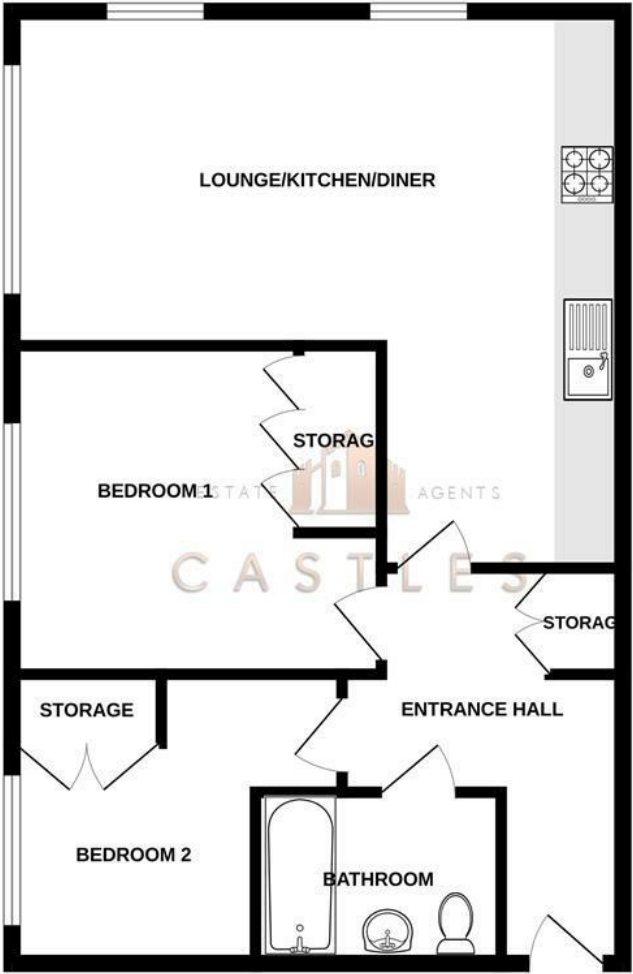 LOUNGE/KITCHEN/DINER
STORAG
BEDROOM 1
ESTATE AGENTS
CASTLES
STORAG
STORAGE
ENTRANCE HALL
BEDROOM 2
BATHROOM